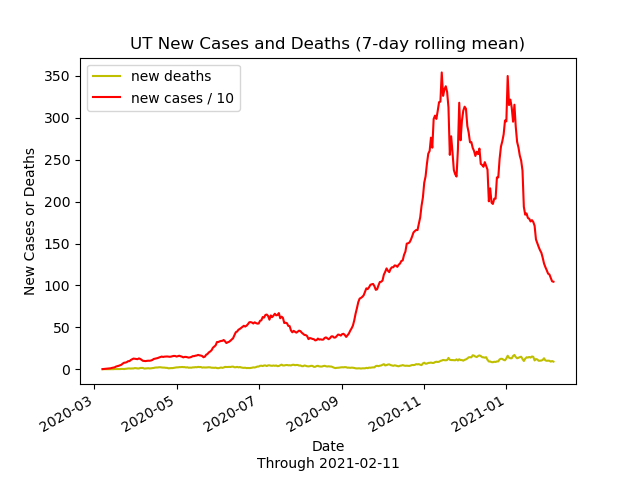 UT New Cases and Deaths (7-day rolling mean)
new deaths
new cases / 10
350
300
250
200
150
100
50
0
New Cases or Deaths
2020-03
2020-05
2020-07
2020-09
2020-11
2021-01
Date
Through 2021-02-11